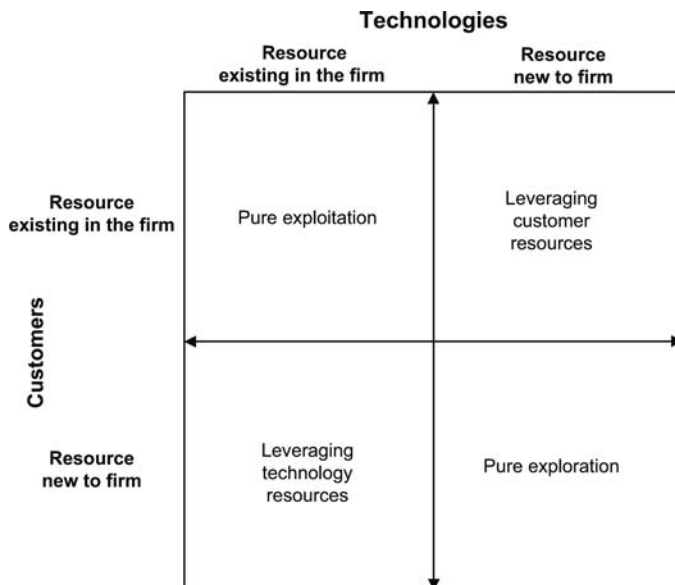 Technologies
Resource
existing in the firm
Resource
new to firm
Customers
Resource
existing in the firm
Pure exploitation
Leveraging
customer
resources
Resource
new to firm
Leveraging
technology
resources
Pure exploration